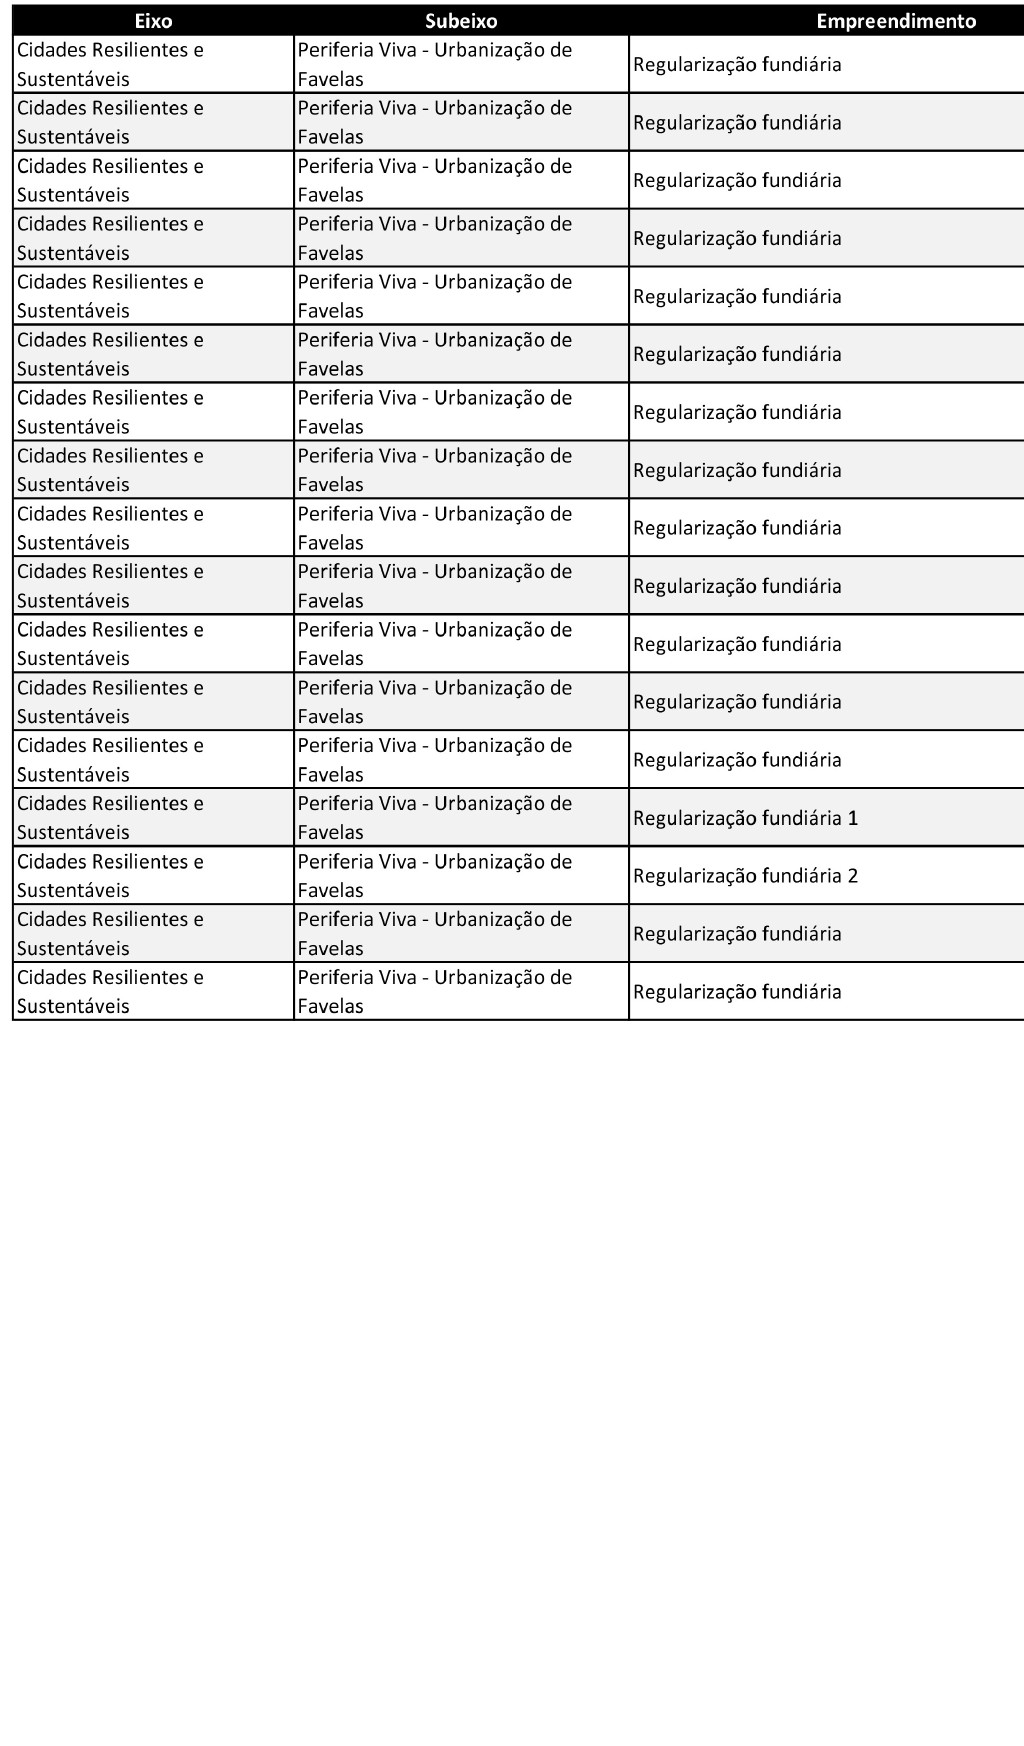 Eixo Subeixo Empreendimento
Cidades Resilientes e Periferia Viva - Urbanização de
Sustentáveis Favelas Regularização fundiária
Cidades Resilientes e Periferia Viva - Urbanização de
Sustentáveis Favelas Regularização fundiária
Cidades Resilientes e Periferia Viva - Urbanização de
Sustentáveis Favelas Regularização fundiária
Cidades Resilientes e Periferia Viva - Urbanização de
Sustentáveis Favelas Regularização fundiária
Cidades Resilientes e Periferia Viva - Urbanização de
Sustentáveis Favelas Regularização fundiária
Cidades Resilientes e Periferia Viva - Urbanização de
Sustentáveis Favelas Regularização fundiária
Cidades Resilientes e Periferia Viva - Urbanização de
Sustentáveis Favelas Regularização fundiária
Cidades Resilientes e Periferia Viva - Urbanização de
Sustentáveis Favelas Regularização fundiária
Cidades Resilientes e Periferia Viva - Urbanização de
Sustentáveis Favelas Regularização fundiária
Cidades Resilientes e Periferia Viva - Urbanização de
Sustentáveis Favelas Regularização fundiária
Cidades Resilientes e Periferia Viva - Urbanização de
Sustentáveis Favelas Regularização fundiária
Cidades Resilientes e Periferia Viva - Urbanização de
Sustentáveis Favelas Regularização fundiária
Cidades Resilientes e Periferia Viva - Urbanização de
Sustentáveis Favelas Regularização fundiária
Cidades Resilientes e Periferia Viva - Urbanização de
Sustentáveis Favelas Regularização fundiária 1
Cidades Resilientes e Periferia Viva - Urbanização de
Sustentáveis Favelas Regularização fundiária 2
Cidades Resilientes e Periferia Viva - Urbanização de
Sustentáveis Favelas Regularização fundiária
Cidades Resilientes e Periferia Viva - Urbanização de
Sustentáveis Favelas Regularização fundiária